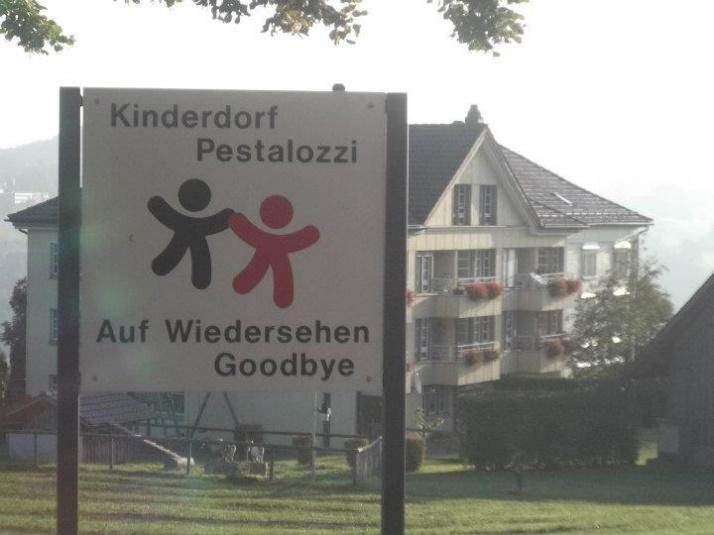 Kinderdorf
Pestalozzi
Auf Wiedersehen
Goodbye